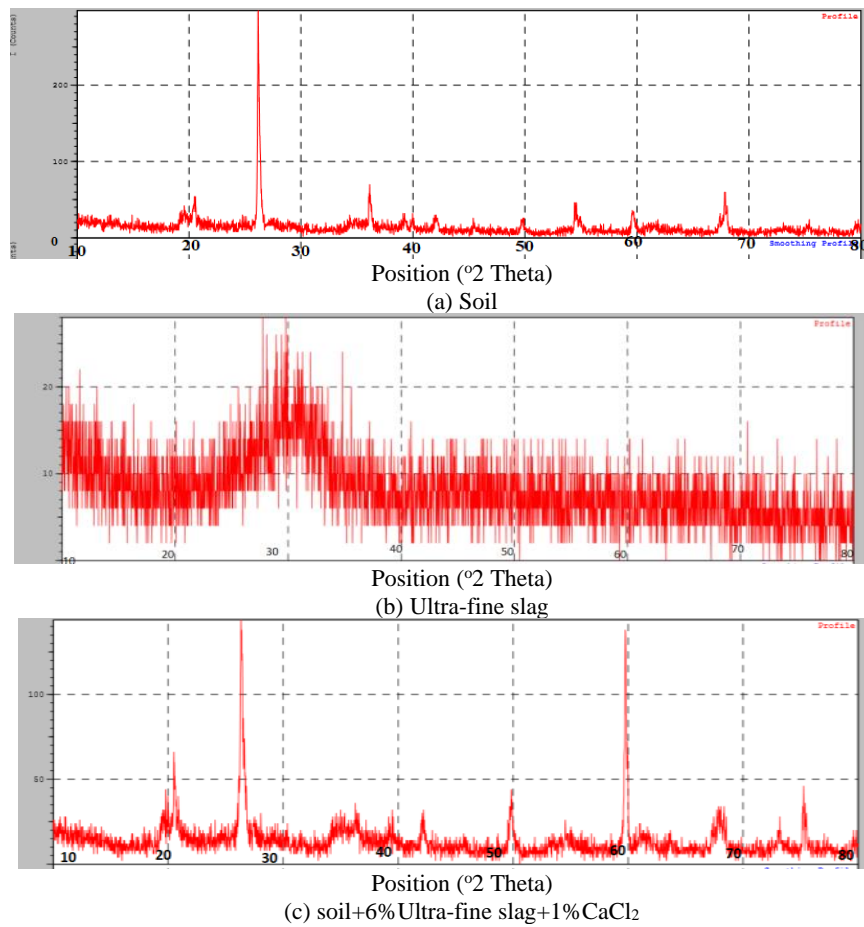 Profile
I (Counts)
200
100
0
10 20 30 40 50 60 70 80
Smoothing Profile
Position (°2 Theta)
(a) Soil
Profile
20
10
10 20 30 40 50 60 70 80
Position (°2 Theta)
(b) Ultra-fine slag
Profile
100
50
10 20 30 40 50 60 70 80
Position (°2 Theta)
(c) soil+6%Ultra-fine slag+1%CaCl₂